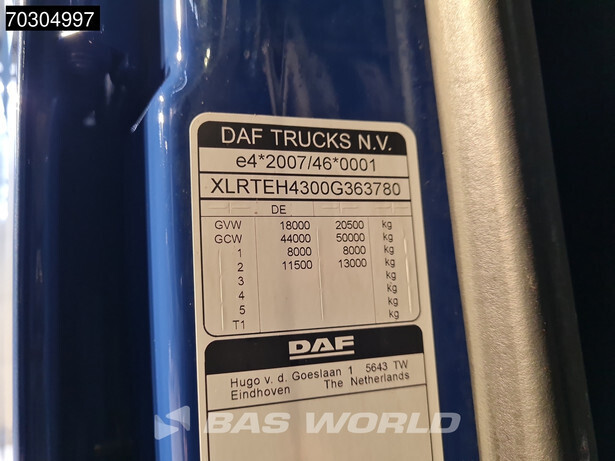 70304997
DAF TRUCKS N.V.
e4*2007/46*0001
XLRTEH4300G363780
DE
GVW 18000 20500 kg
GCW 44000 50000 kg
1 8000 8000 kg
2 11500 13000 kg
3 kg
4 kg
5 kg
T1 kg
DAF
Hugo v. d. Goeslaan 1 5643 TW
Eindhoven The Netherlands
BAS WORLD